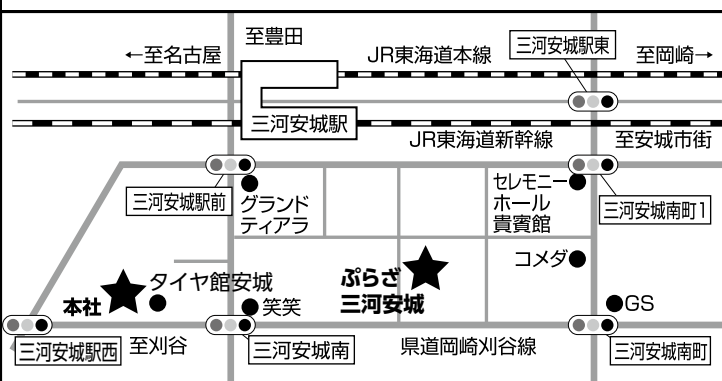 至豊田
←至名古屋
JR東海道本線
三河安城駅東
至岡崎→
三河安城駅
JR東海道新幹線
至安城市街
三河安城駅前
グランド
ティアラ
セレモニー
ホール
貴賓館
三河安城南町1
コメダ
タイヤ館安城
本社
ぷらざ
三河安城
笑笑
GS
三河安城駅西
至刈谷
三河安城南
県道岡崎刈谷線
三河安城南町